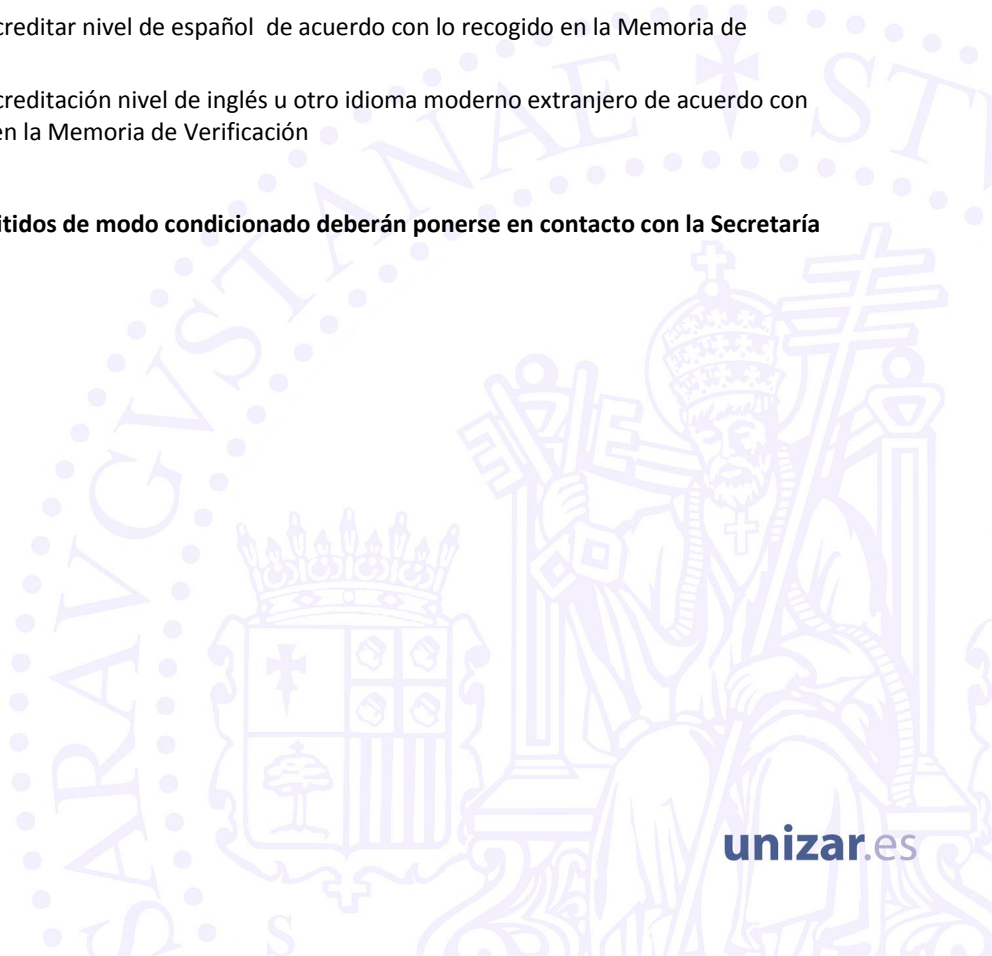 creditar nivel de español de acuerdo con lo recogido en la Memoria de
creditación nivel de inglés u otro idioma moderno extranjero de acuerdo con
en la Memoria de Verificación
itidos de modo condicionado deberán ponerse en contacto con la Secretaría
SARAVGVSTANAE STV
S
unizar.es